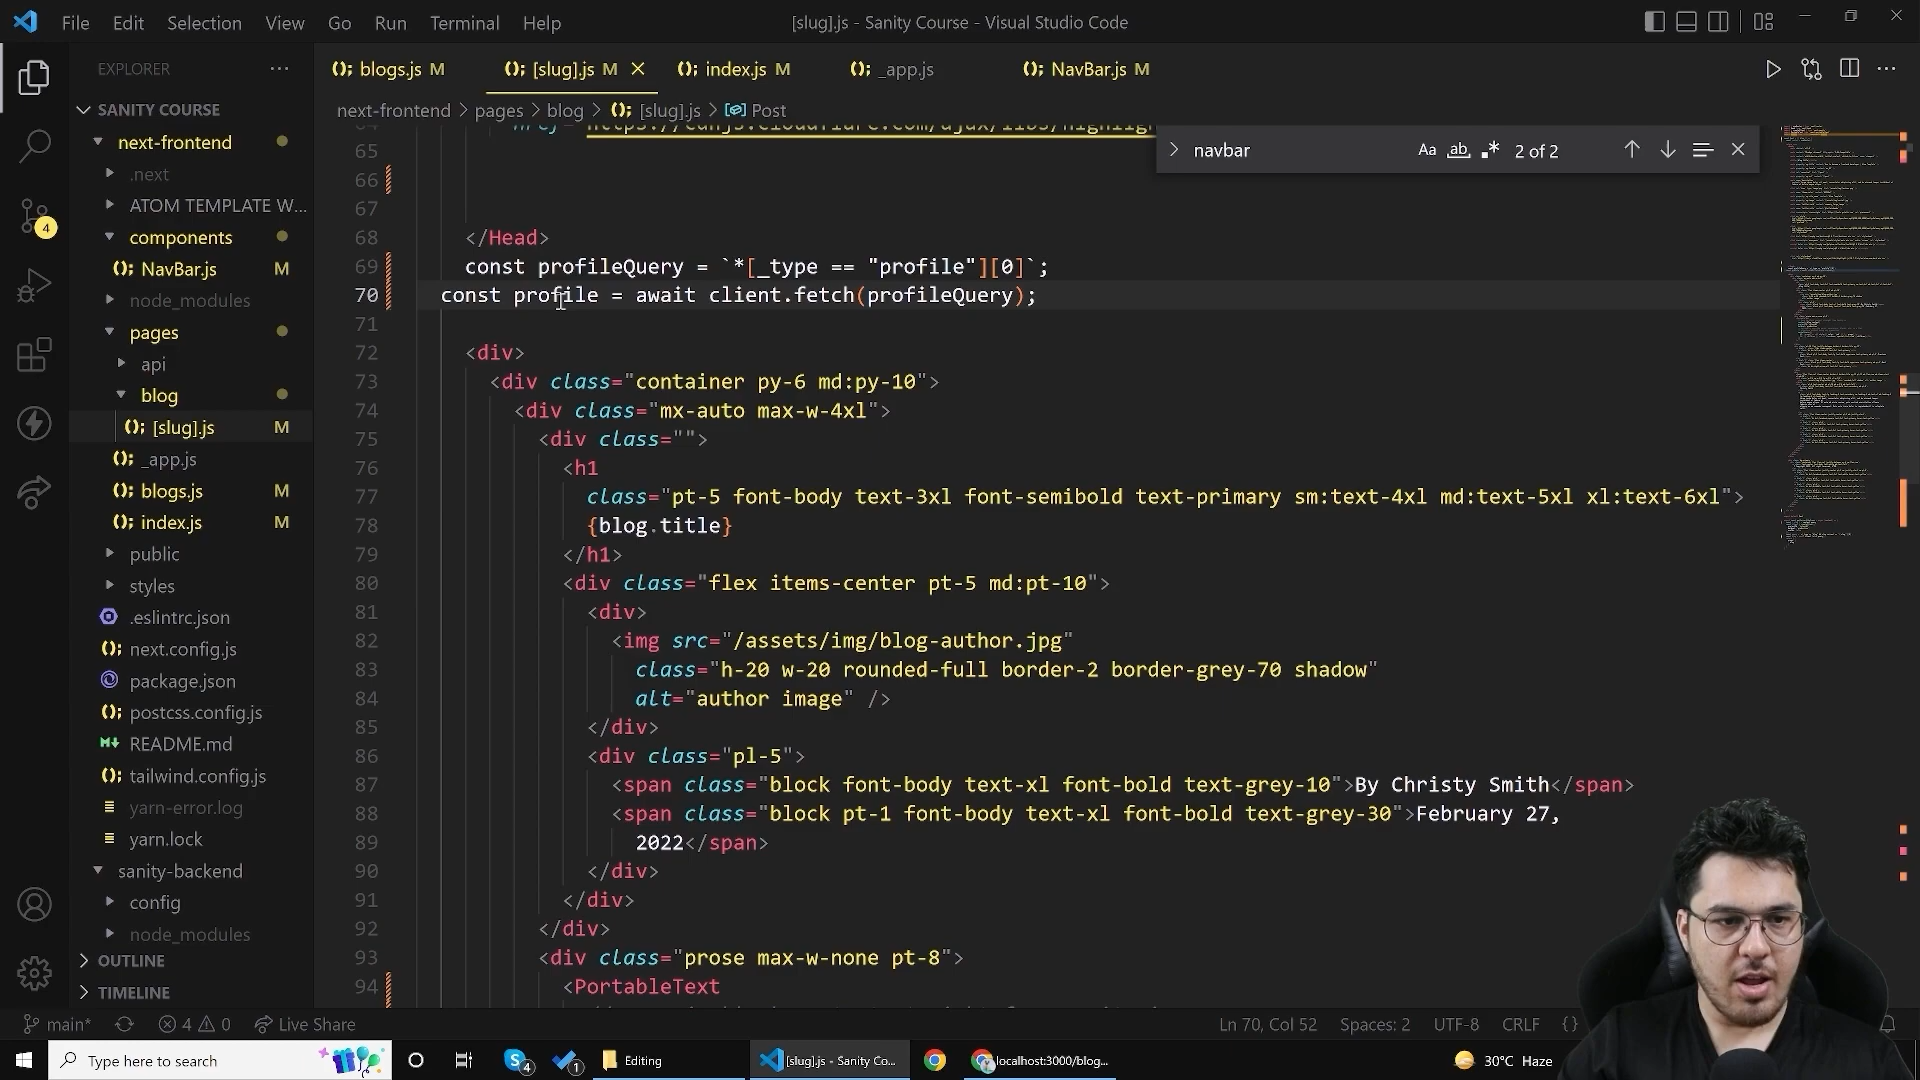 File Edit Selection View Go Run Terminal Help
[slug].js - Sanity Course - Visual Studio Code
EXPLORER
SANITY COURSE
next-frontend
.next
ATOM TEMPLATE W...
components
NavBar.js M
node_modules
pages
api
blog
[slug].js M
_app.js
blogs.js M
index.js M
public
styles
.eslintrc.json
next.config.js
package.json
postcss.config.js
README.md
tailwind.config.js
yarn-error.log
yarn.lock
sanity-backend
config
node_modules
OUTLINE
TIMELINE
4
blogs.js M [slug].js M index.js M _app.js NavBar.js M
next-frontend > pages > blog > [slug].js > Post
navbar Aa ab .* 2 of 2
65
66
67
68 </Head>
69 const profileQuery = `*[_type == "profile"][0]`;
70 const profile = await client.fetch(profileQuery);
71
72 <div>
73 <div class="container py-6 md:py-10">
74 <div class="mx-auto max-w-4xl">
75 <div class="">
76 <h1
77 class="pt-5 font-body text-3xl font-semibold text-primary sm:text-4xl md:text-5xl xl:text-6xl">
78 {blog.title}
79 </h1>
80 <div class="flex items-center pt-5 md:pt-10">
81 <div>
82 <img src="/assets/img/blog-author.jpg"
83 class="h-20 w-20 rounded-full border-2 border-grey-70 shadow"
84 alt="author image" />
85 </div>
86 <div class="pl-5">
87 <span class="block font-body text-xl font-bold text-grey-10">By Christy Smith</span>
88 <span class="block pt-1 font-body text-xl font-bold text-grey-30">February 27,
89 2022</span>
90 </div>
91 </div>
92 </div>
93 <div class="prose max-w-none pt-8">
94 <PortableText
main* 4 0 Live Share
Ln 70, Col 52 Spaces: 2 UTF-8 CRLF {}
Type here to search
4
1
Editing
[slug].js - Sanity Co...
localhost:3000/blog...
30°C Haze